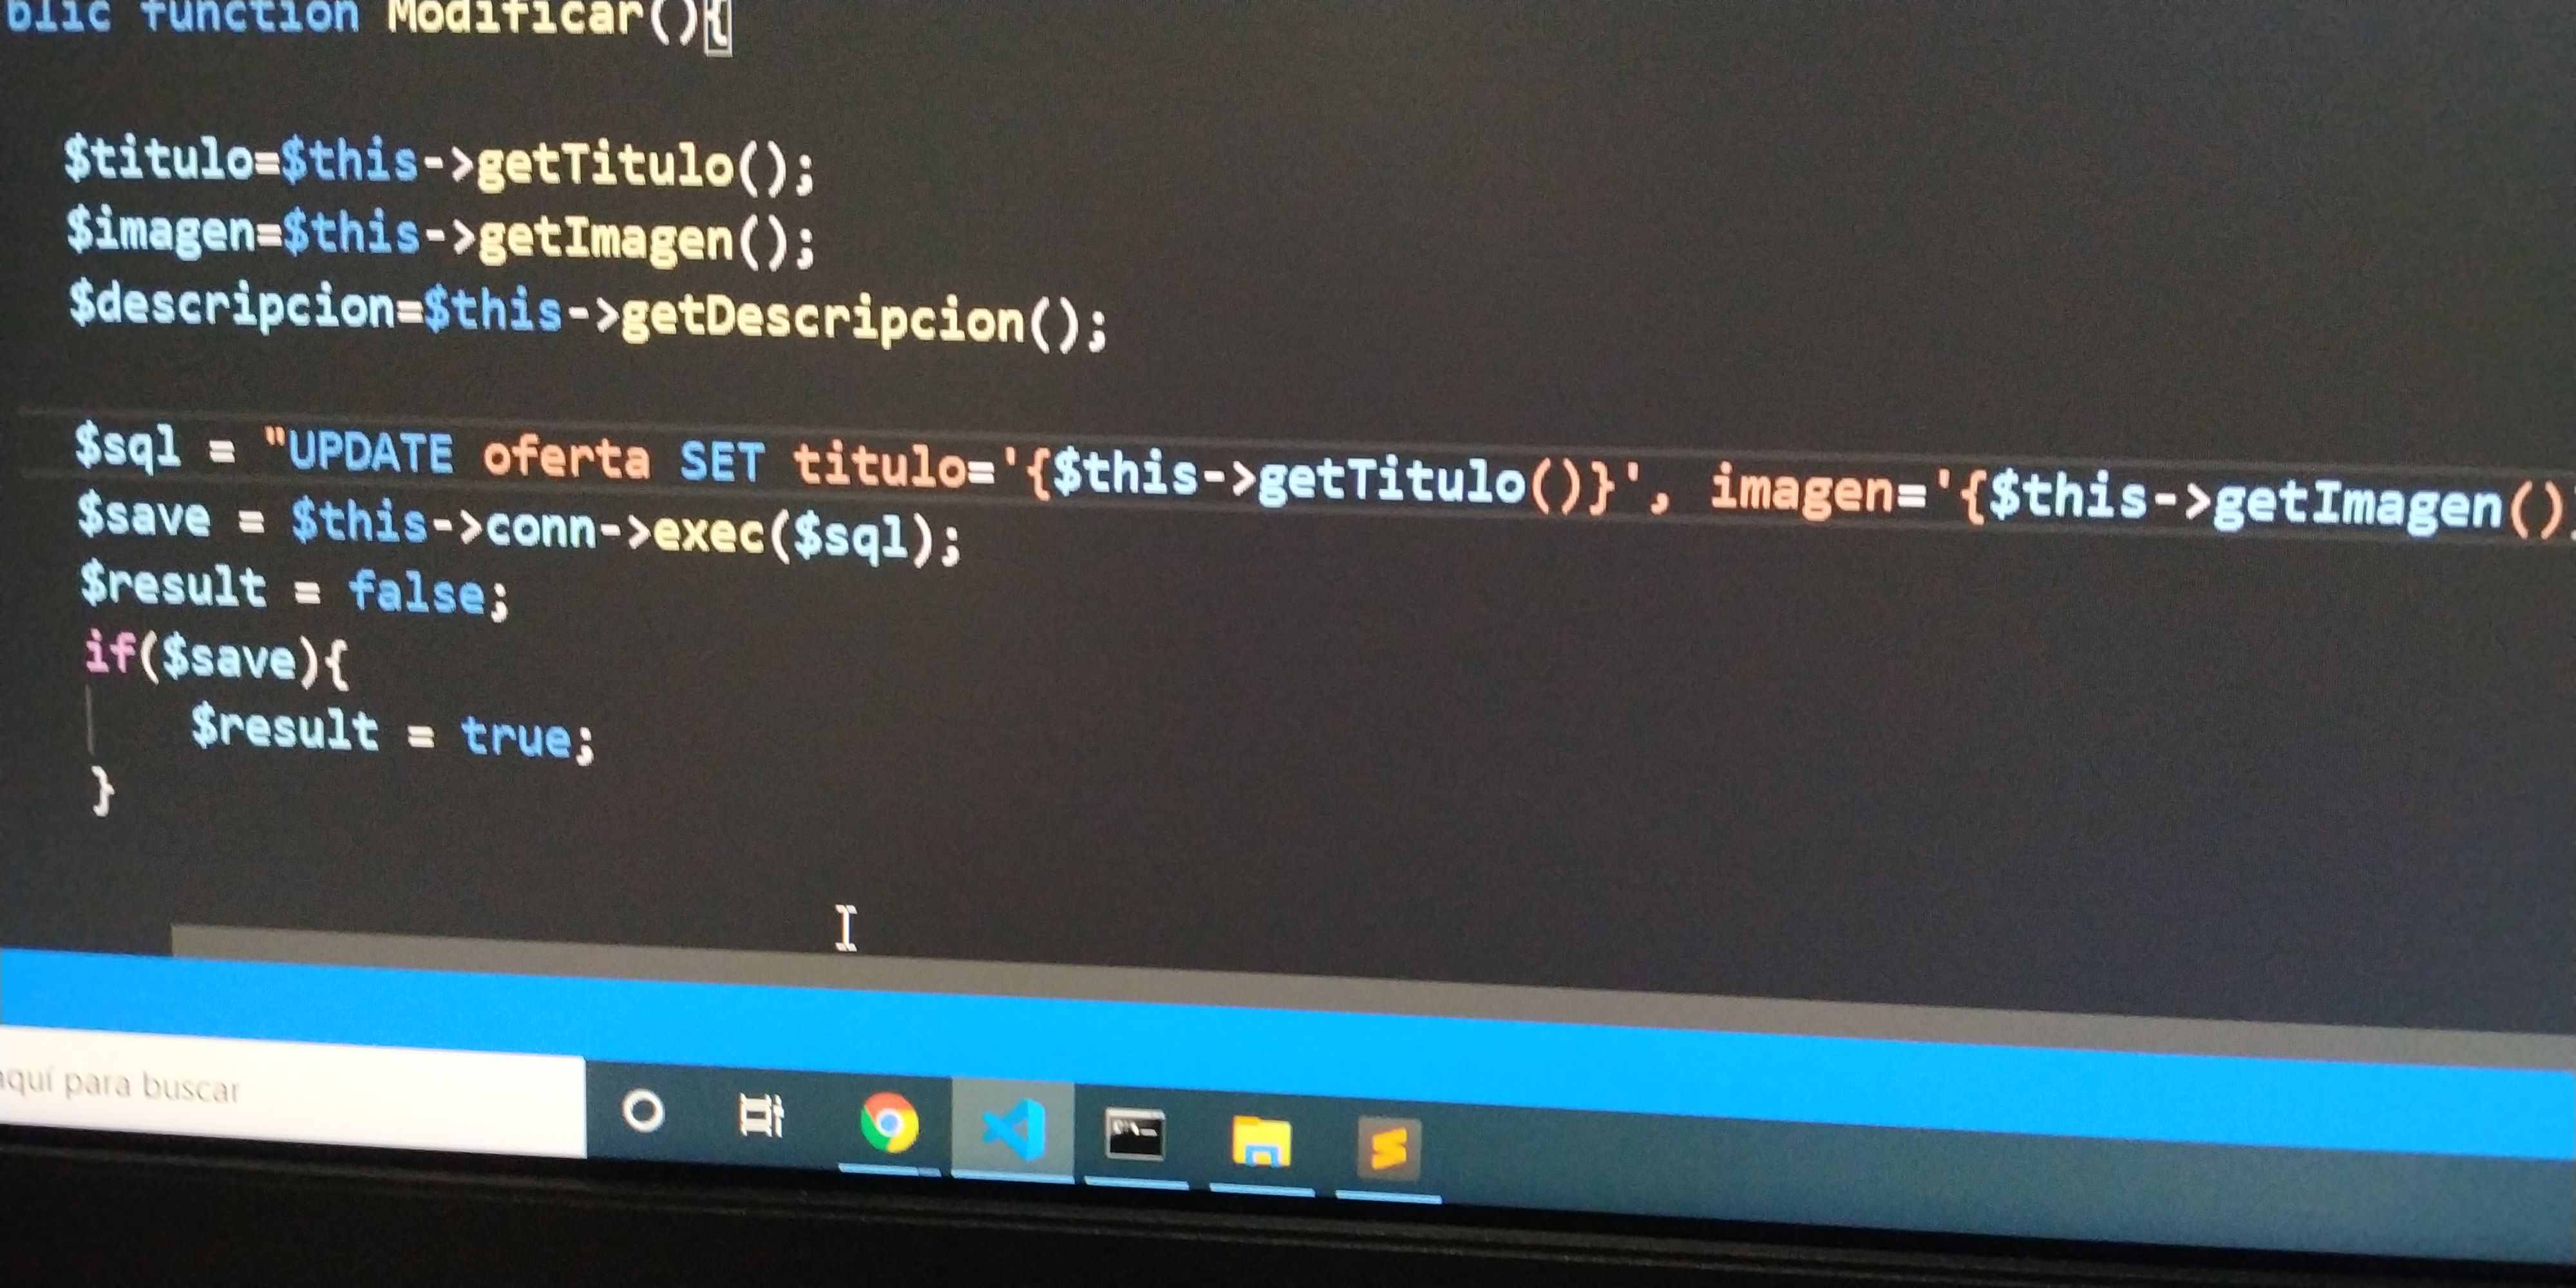 blic function Modificar(){
$titulo=$this->getTitulo();
$imagen=$this->getImagen();
$descripcion=$this->getDescripcion();
$sql = "UPDATE oferta SET titulo='{$this->getTitulo()}', imagen='{$this->getImagen()
$save = $this->conn->exec($sql);
$result = false;
if($save){
$result = true;
}
aquí para buscar